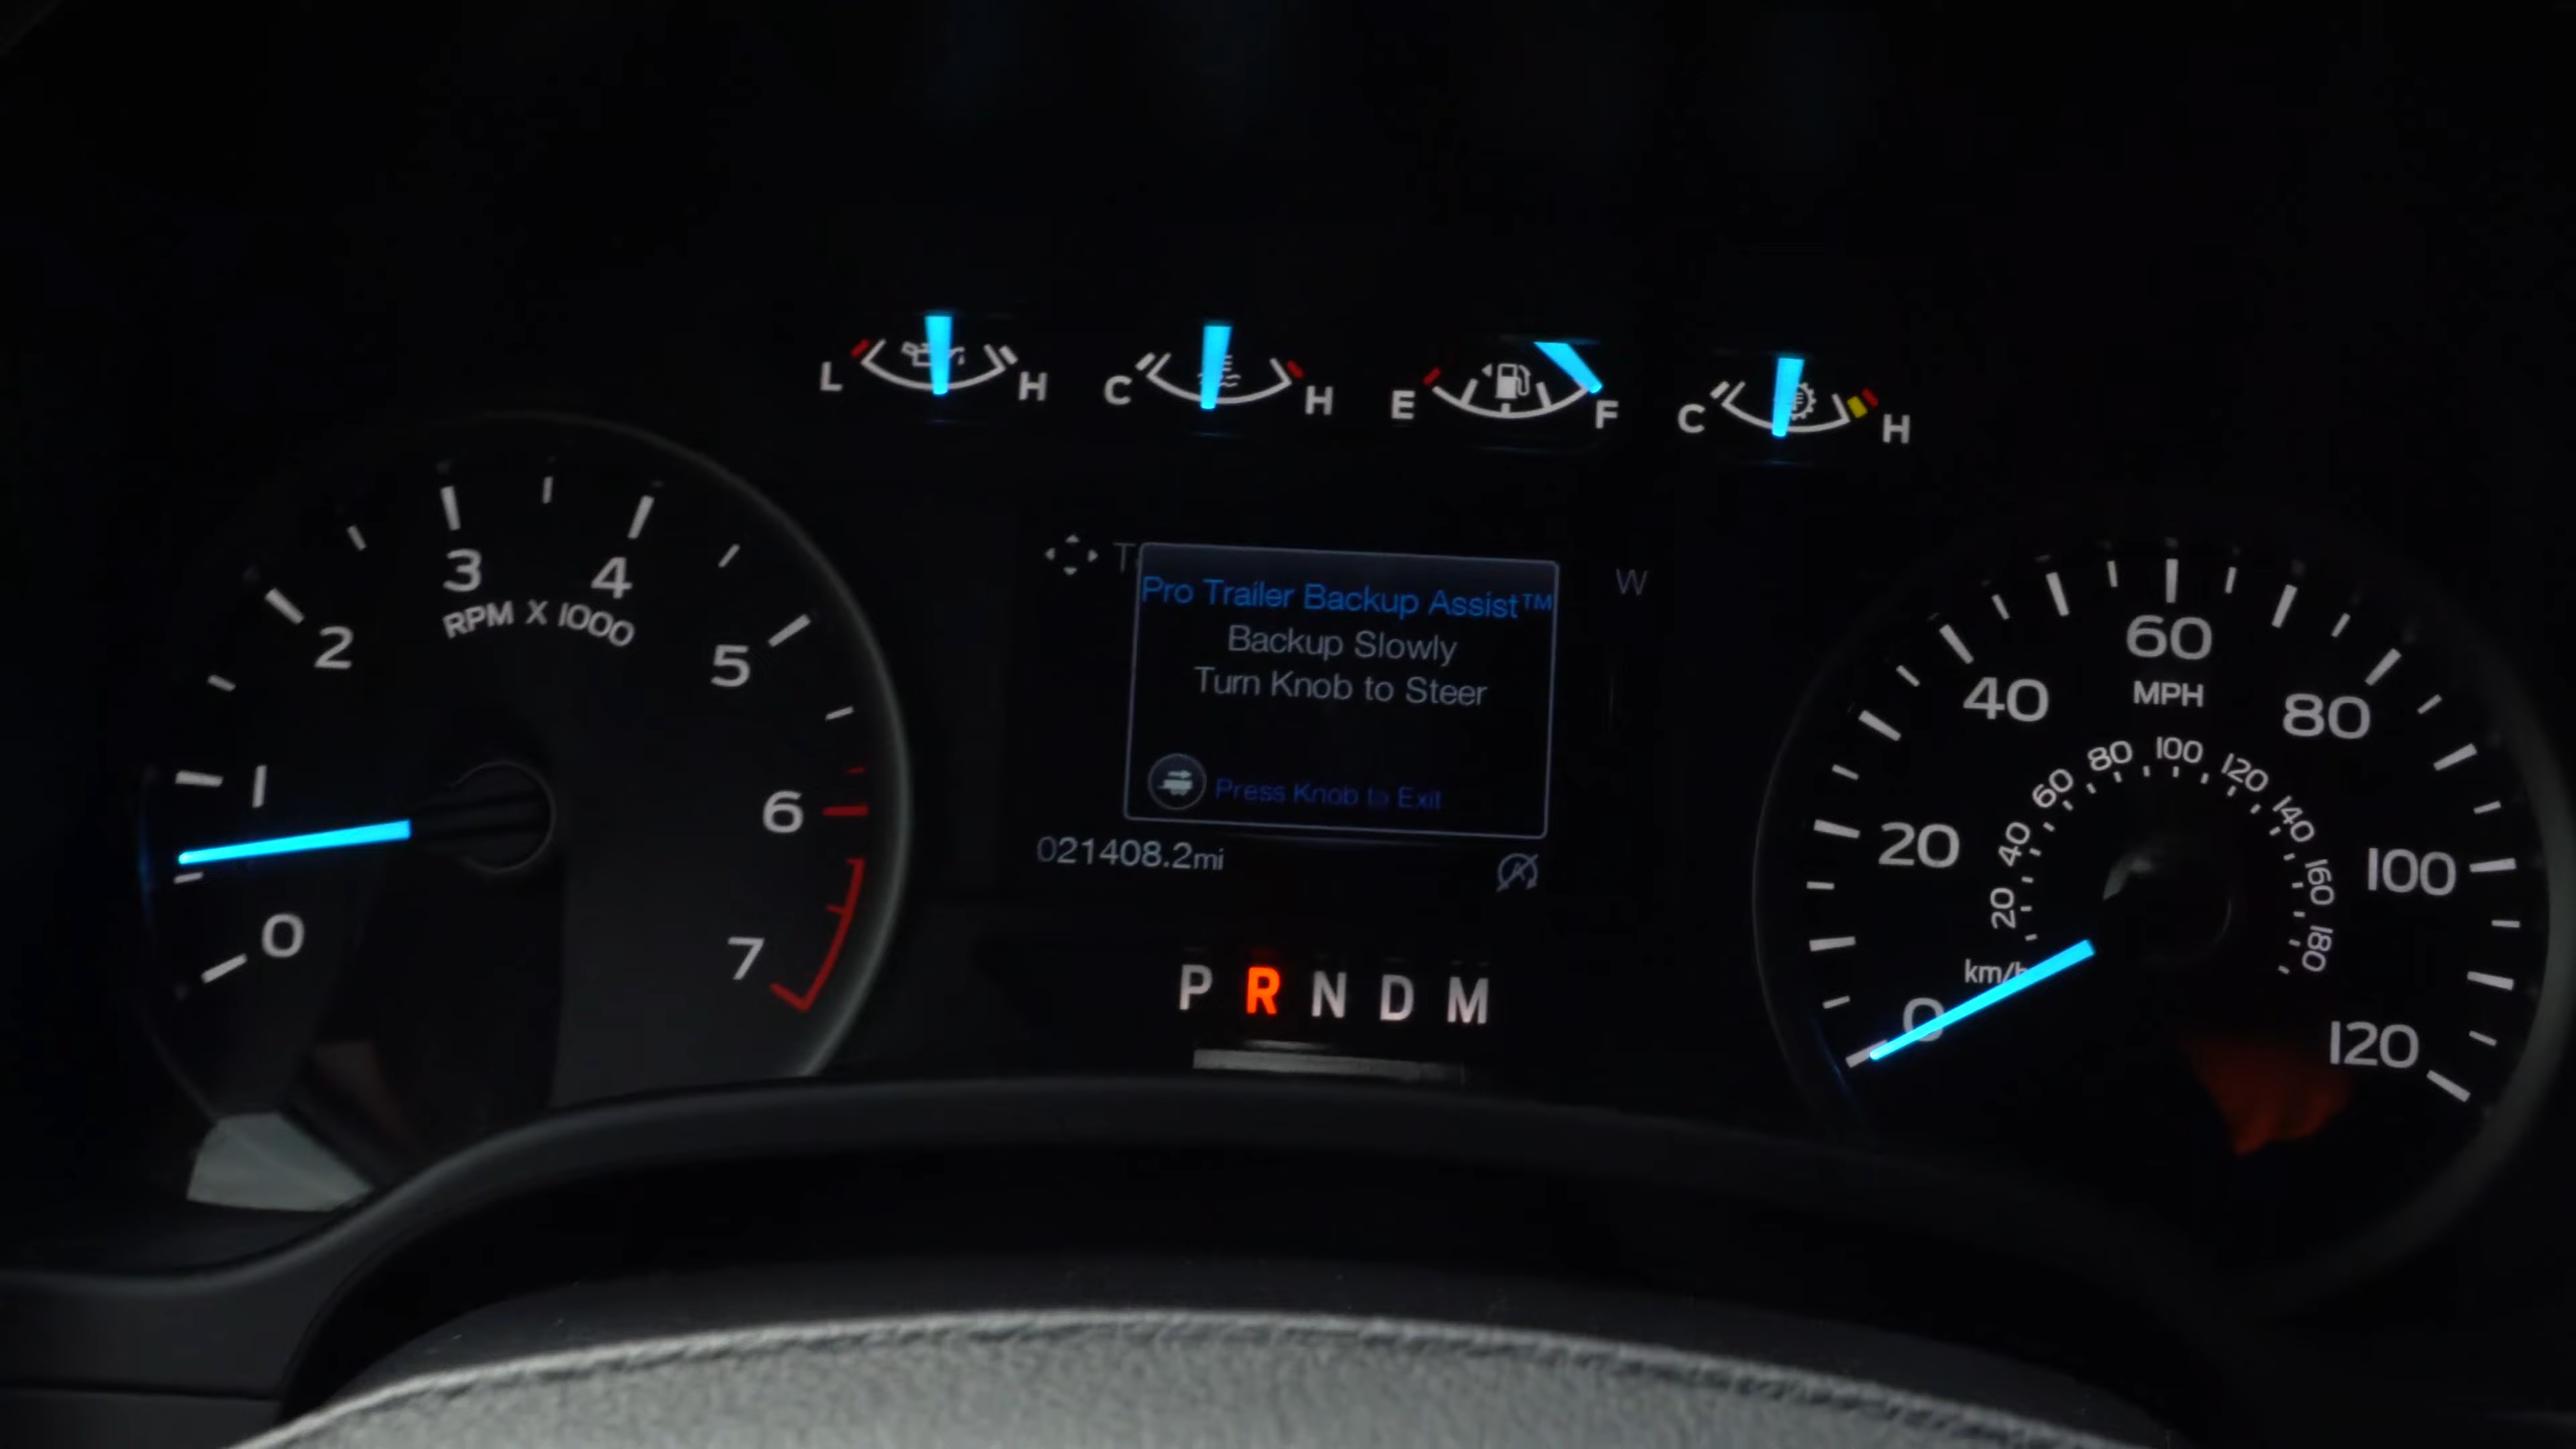 L H C H E F C H
1 2 3 4 5 6 7 0
RPM X 1000
W
Pro Trailer Backup Assist™
Backup Slowly
Turn Knob to Steer
Press Knob to Exit
021408.2mi
P R N D M
0 20 40 60 80 100 120
MPH
20 40 60 80 100 120 140 160 180
km/h